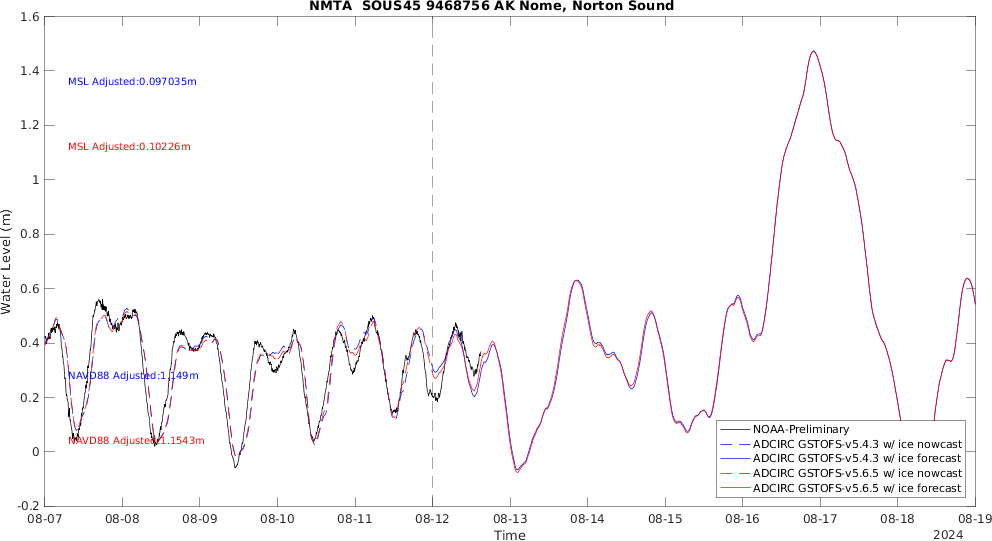 NMTA  SOUS45 9468756 AK Nome, Norton Sound
1.6
1.4
1.2
1
0.8
0.6
0.4
0.2
0
-0.2
Water Level (m)
MSL Adjusted:0.097035m
MSL Adjusted:0.10226m
NAVD88 Adjusted:1.149m
NAVD88 Adjusted:1.1543m
NOAA-Preliminary
ADCIRC GSTOFS-v5.4.3 w/ ice nowcast
ADCIRC GSTOFS-v5.4.3 w/ ice forecast
ADCIRC GSTOFS-v5.6.5 w/ ice nowcast
ADCIRC GSTOFS-v5.6.5 w/ ice forecast
08-07 08-08 08-09 08-10 08-11 08-12 08-13 08-14 08-15 08-16 08-17 08-18 08-19
Time
2024